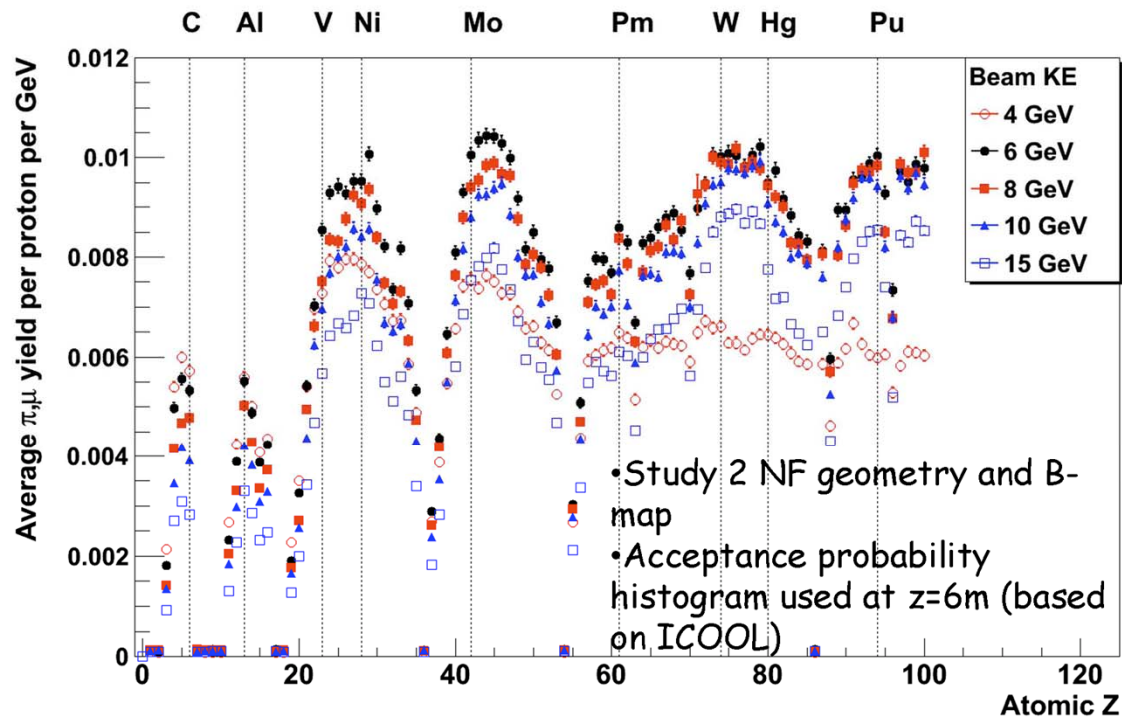 C Al V Ni Mo Pm W Hg Pu
0.012
0.01
0.008
0.006
0.004
0.002
0
Average π,μ yield per proton per GeV
Beam KE
4 GeV
6 GeV
8 GeV
10 GeV
15 GeV
•Study 2 NF geometry and B-
map
•Acceptance probability
histogram used at z=6m (based
on ICOOL)
0 20 40 60 80 100 120
Atomic Z